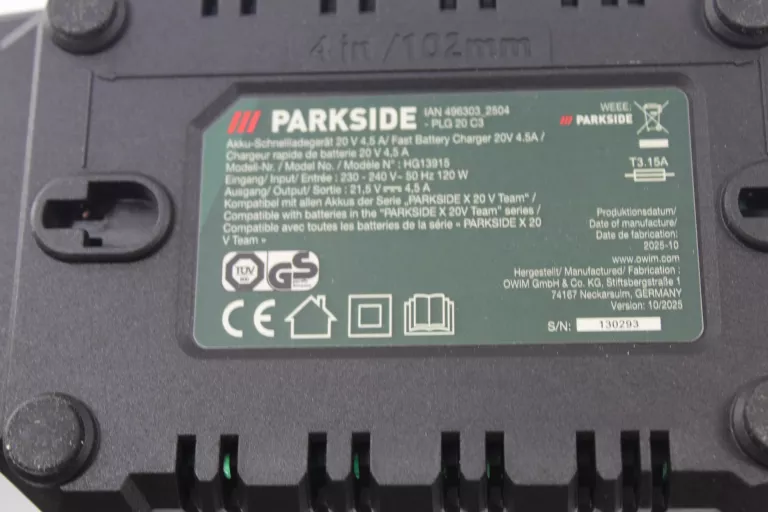 4in/102mm
PARKSIDE
IAN 496303_2504
- PLG 20 C3
Akku-Schnellladegerät 20 V 4,5 A/ Fast Battery Charger 20V 4.5A /
Chargeur rapide de batterie 20 V 4,5 A
Modell-Nr. / Model No. / Modèle N° : HG13915
Eingang/ Input/ Entrée : 230 - 240 V~ 50 Hz 120 W
Ausgang/ Output/ Sortie : 21,5 V 4,5 A
Kompatibel mit allen Akkus der Serie „PARKSIDE X 20 V Team" /
Compatible with batteries in the "PARKSIDE X 20V Team" series /
Compatible avec toutes les batteries de la série « PARKSIDE X 20
V Team »
WEEE:
PARKSIDE
T3.15A
Produktionsdatum/
Date of manufacture/
Date de fabrication:
2025-10
www.owim.com
Hergestellt/ Manufactured/ Fabrication :
OWIM GmbH & Co. KG, Stiftsbergstraße 1
74167 Neckarsulm, GERMANY
Version: 10/2025
S/N: 130293
TÜV
GS
CE